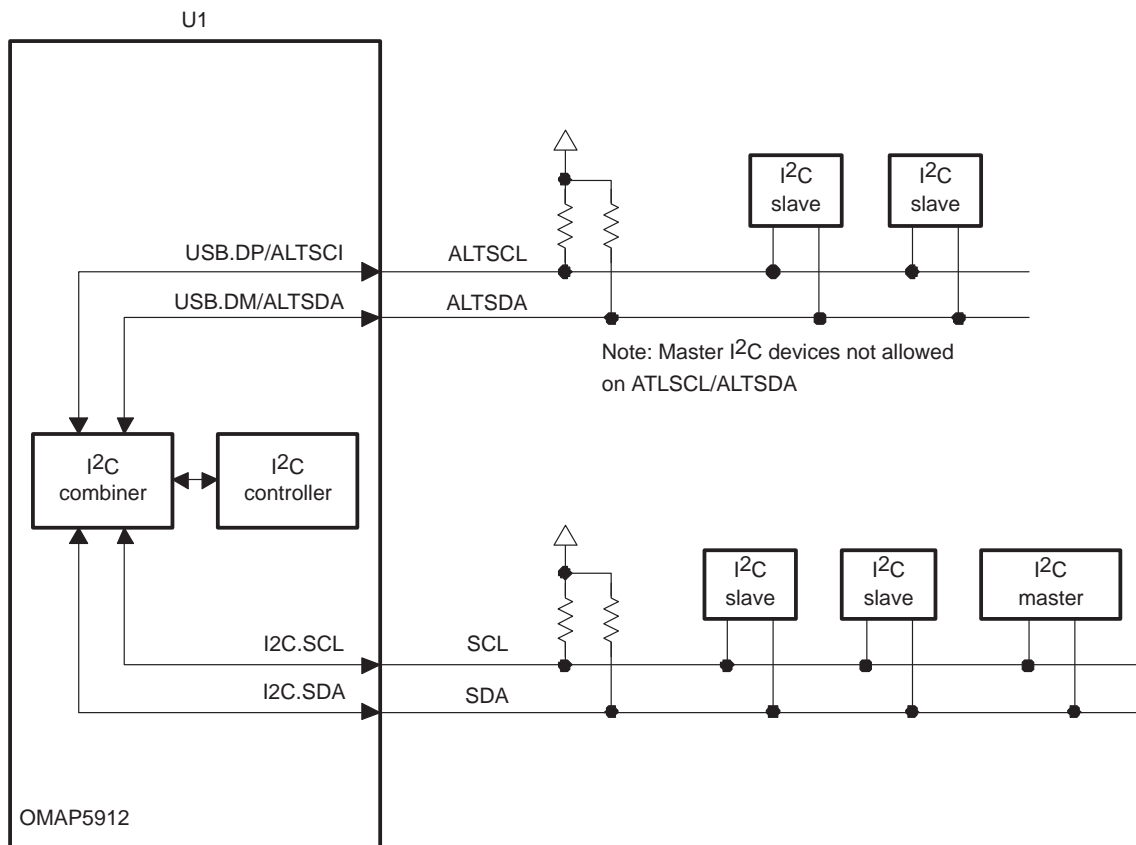 U1
I2C
slave
I2C
slave
USB.DP/ALTSCI
ALTSCL
USB.DM/ALTSDA
ALTSDA
Note: Master I2C devices not allowed
on ATLSCL/ALTSDA
I2C
combiner
I2C
controller
I2C
slave
I2C
slave
I2C
master
I2C.SCL
SCL
I2C.SDA
SDA
OMAP5912